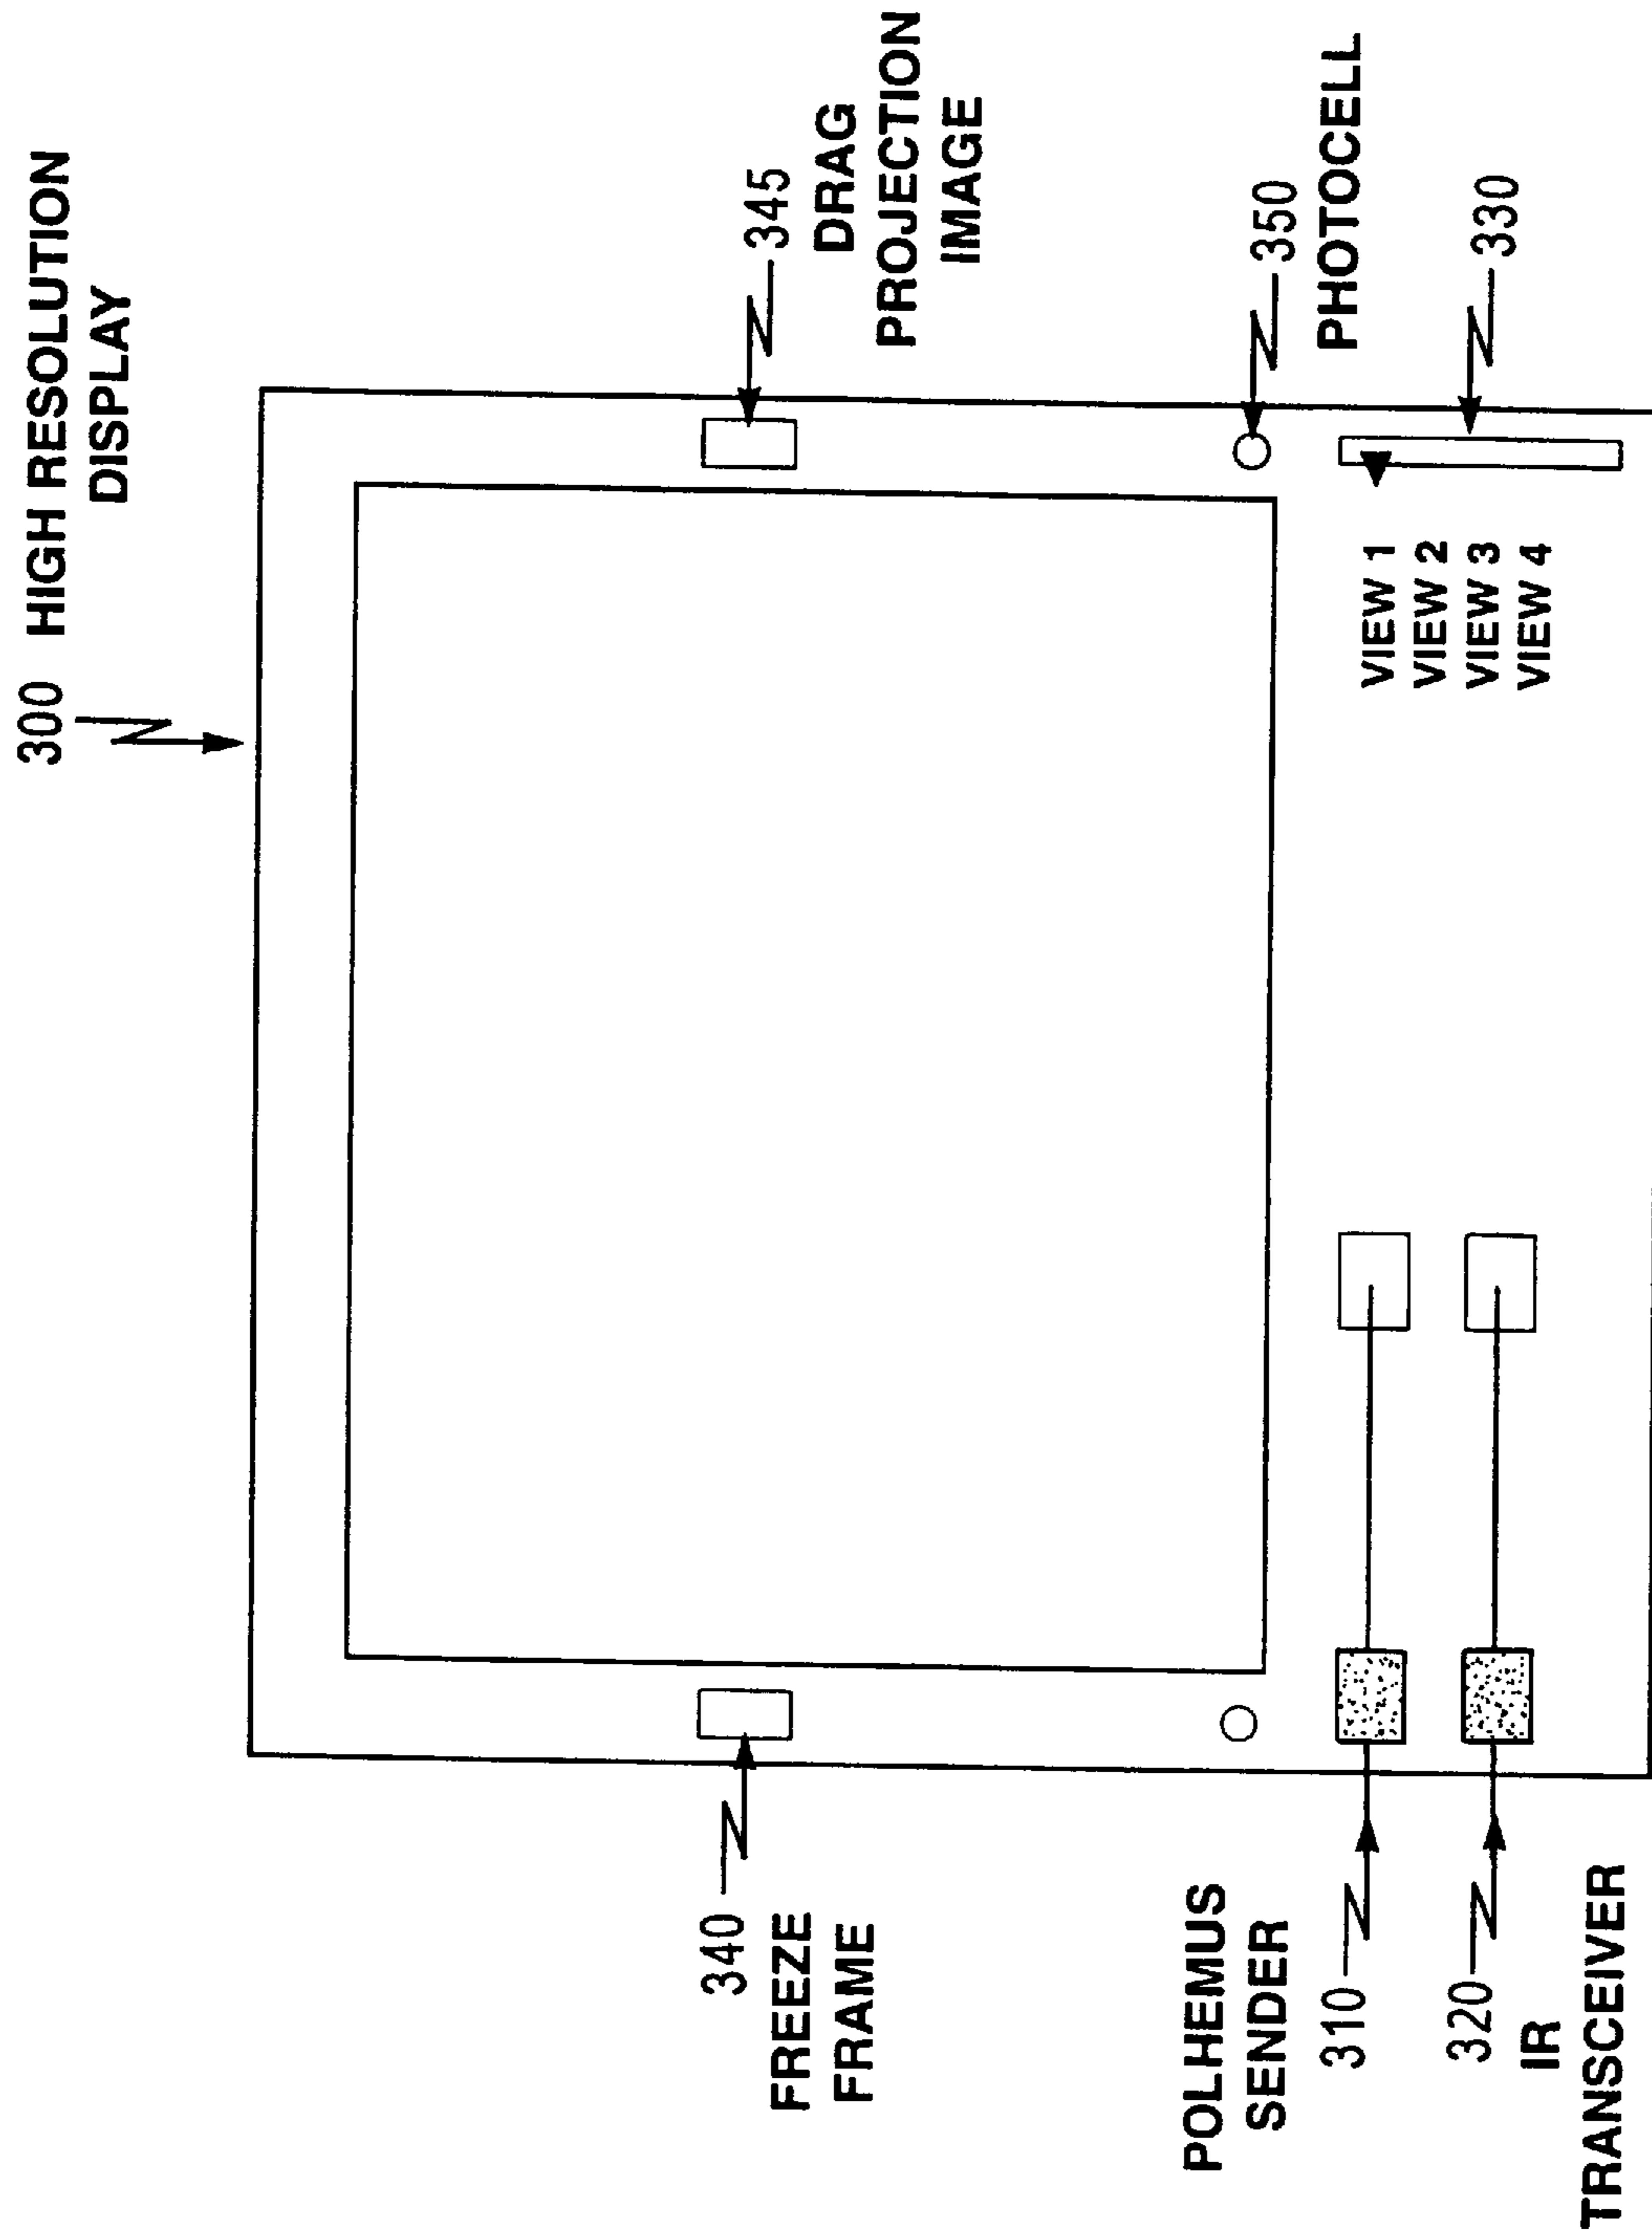 300 HIGH RESOLUTION
DISPLAY
340
FREEZE
FRAME
345
DRAG
PROJECTION
IMAGE
350
PHOTOCELL
330
VIEW 1
VIEW 2
VIEW 3
VIEW 4
POLHEMUS
SENDER
310
320
IR
TRANSCEIVER